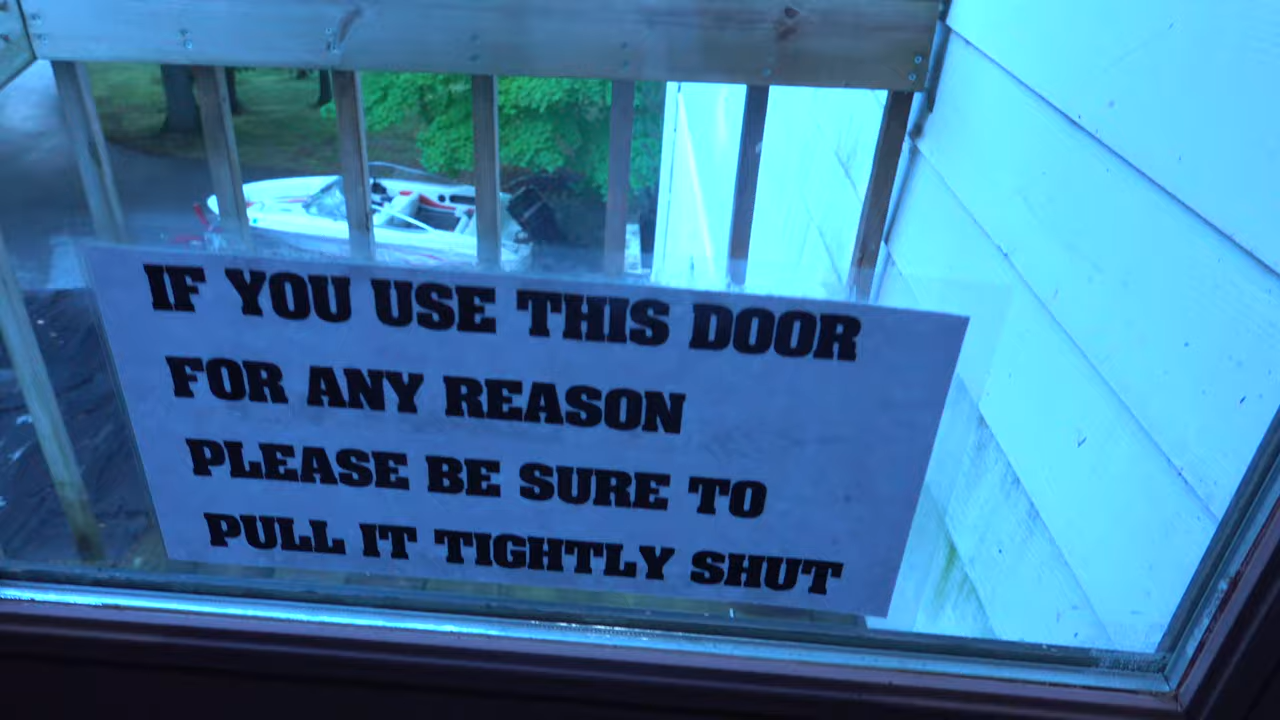 IF YOU USE THIS DOOR
FOR ANY REASON
PLEASE BE SURE TO
PULL IT TIGHTLY SHUT